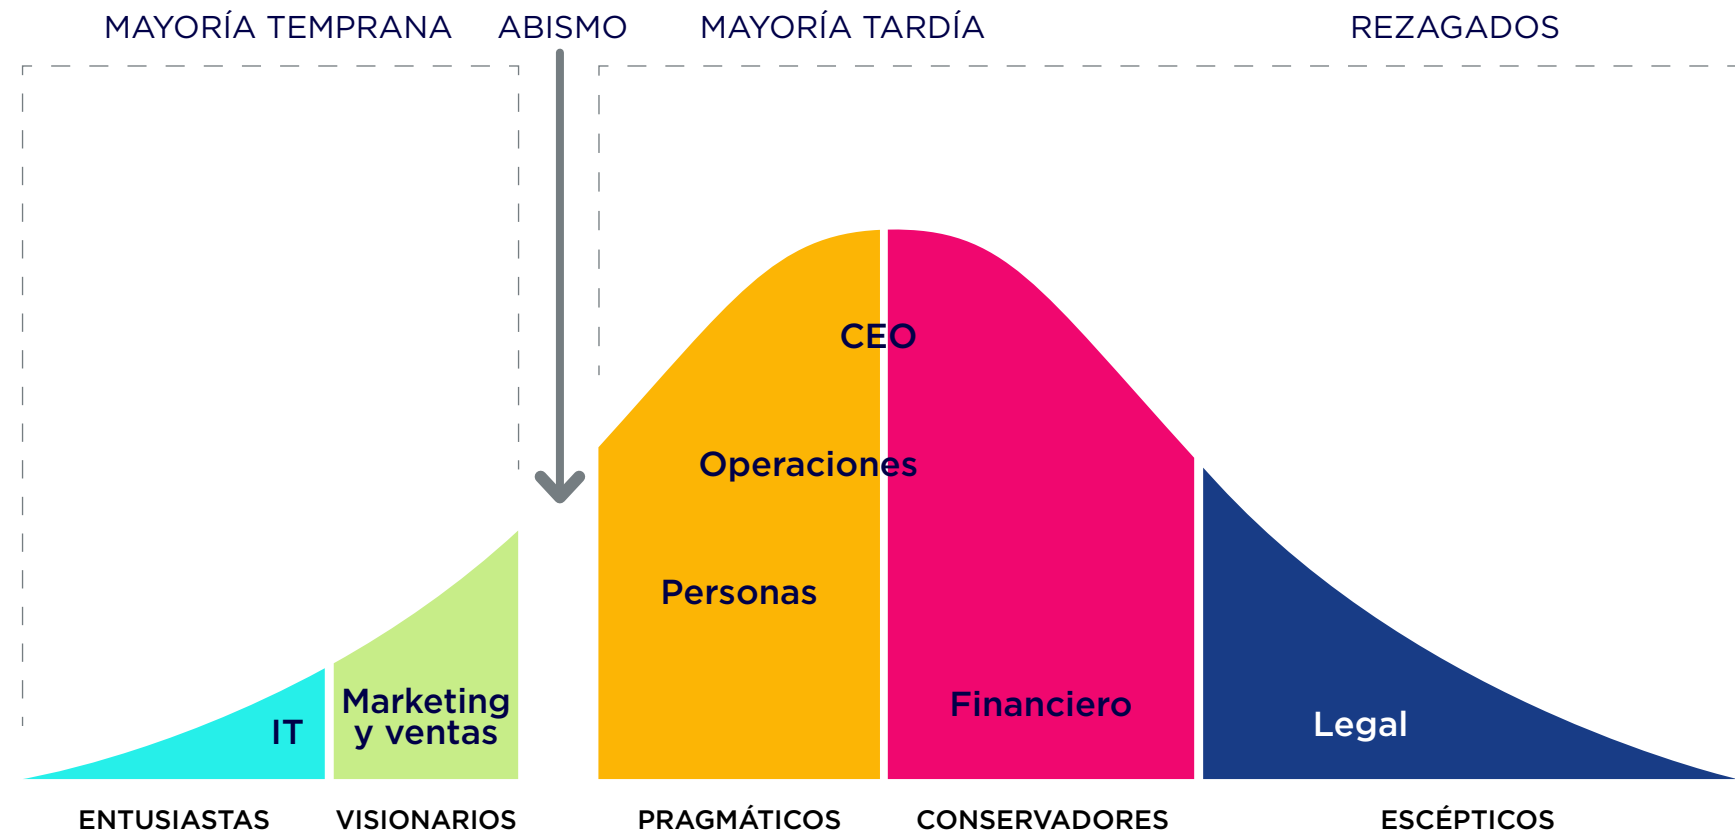 MAYORÍA TEMPRANA
ABISMO
MAYORÍA TARDÍA
REZAGADOS
CEO
Operaciones
Personas
Marketing
y ventas
IT
Financiero
Legal
ENTUSIASTAS
VISIONARIOS
PRAGMÁTICOS
CONSERVADORES
ESCÉPTICOS